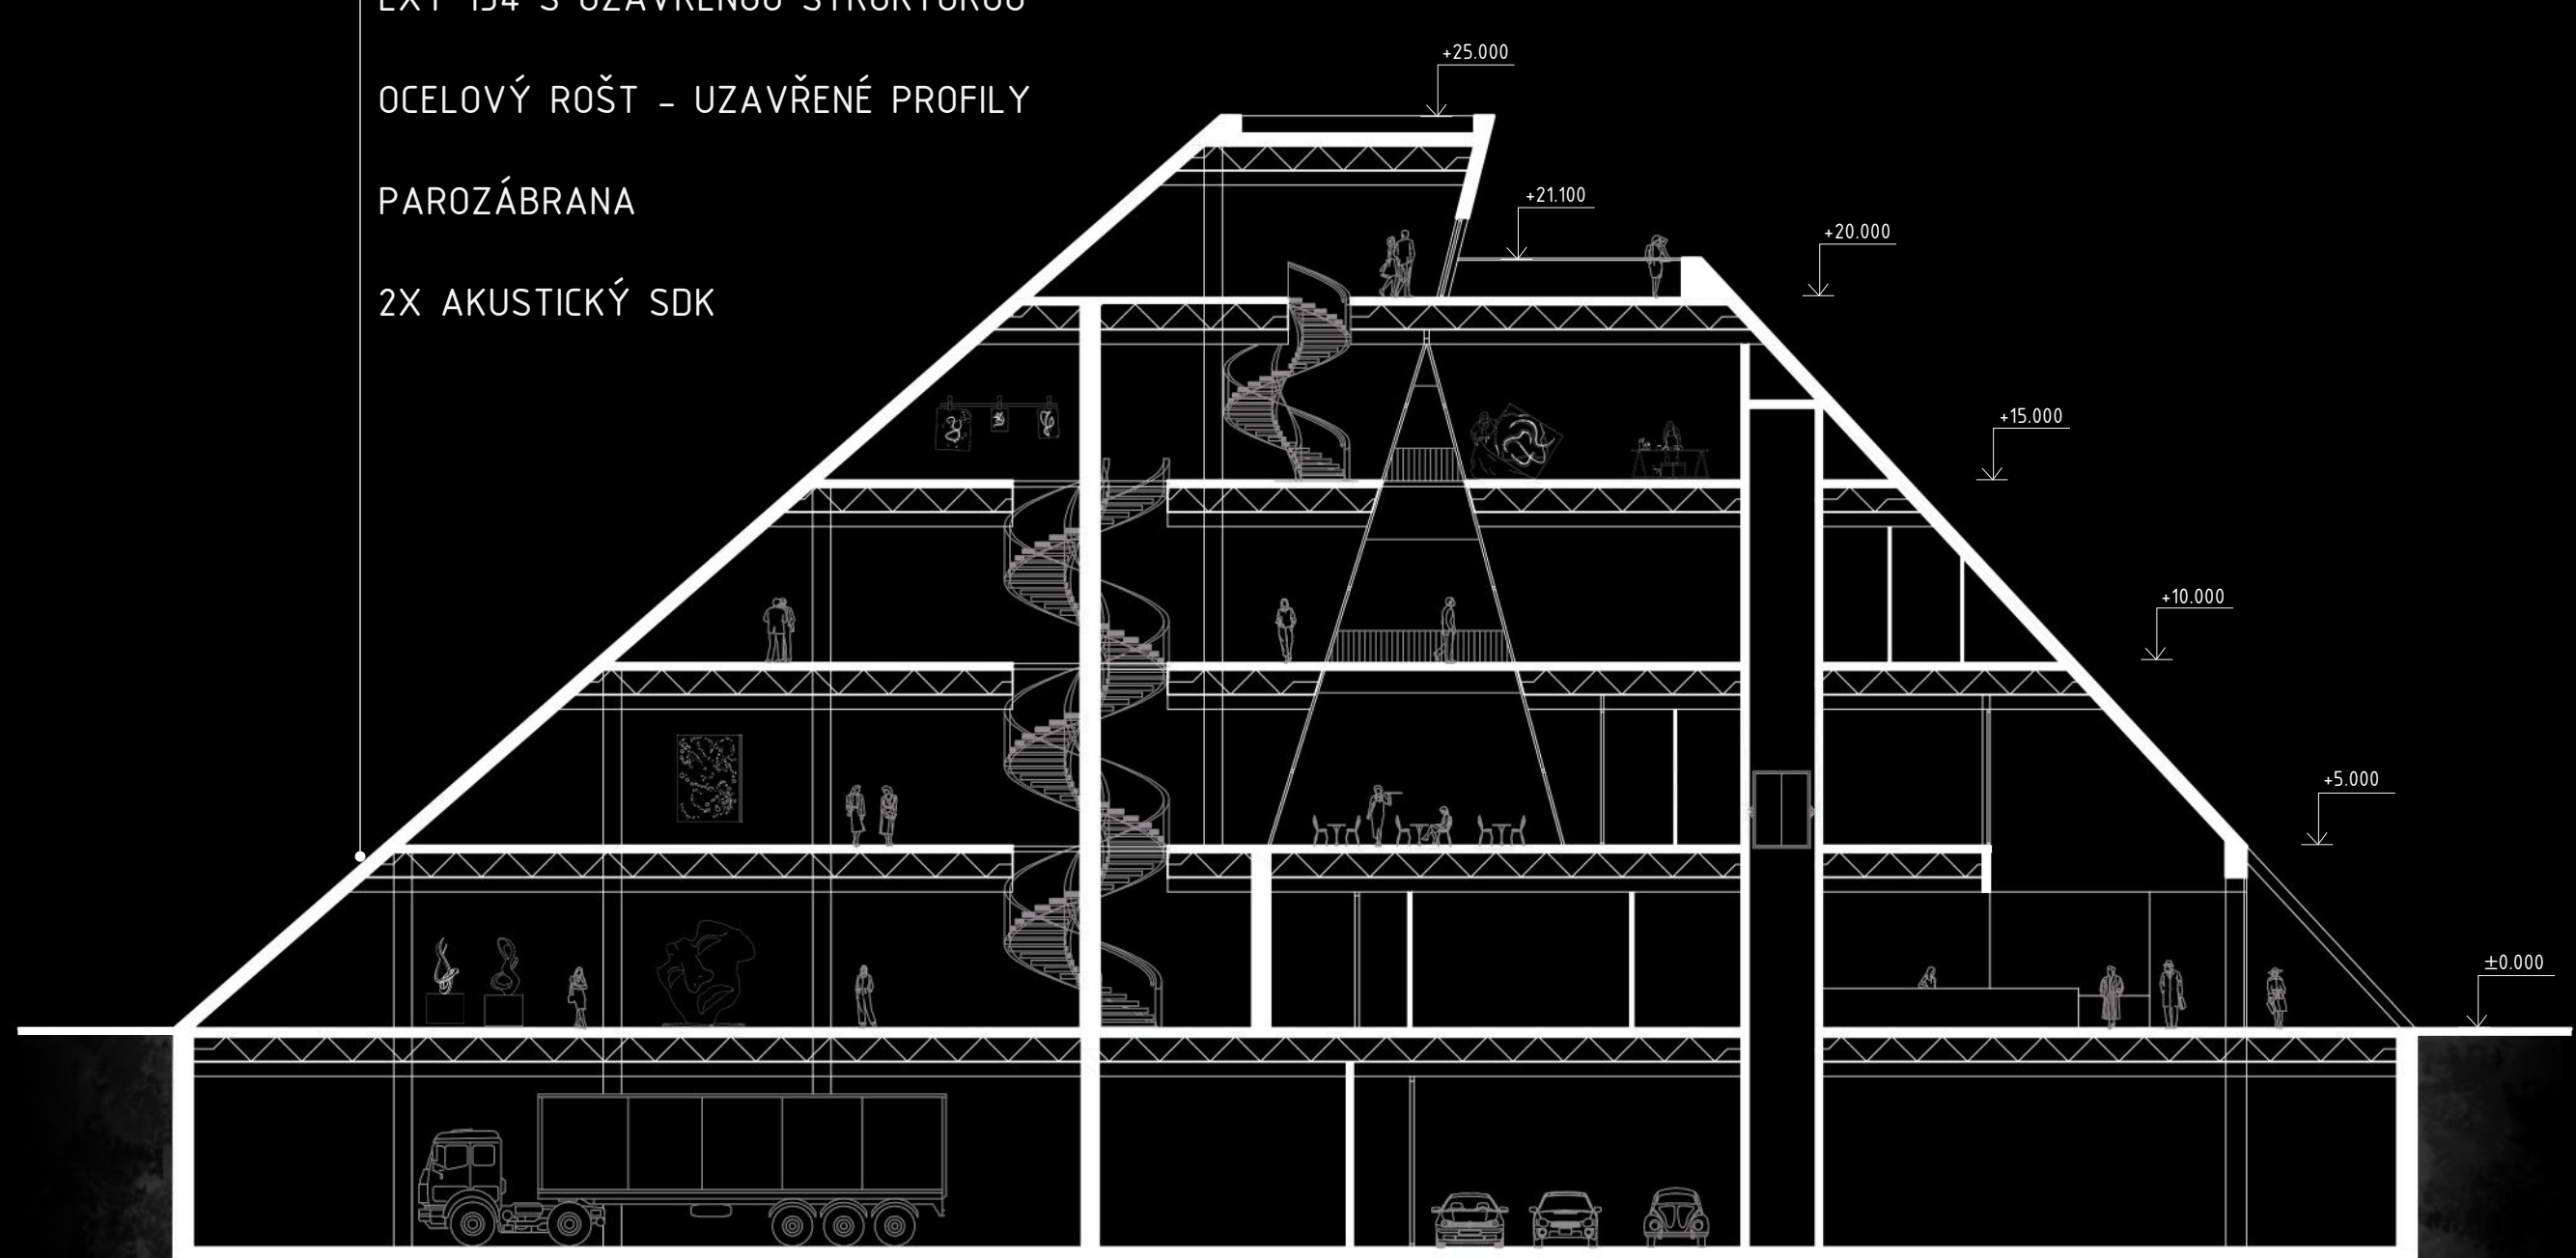 OCELOVÝ ROŠT - UZAVŘENÉ PROFILY
PAROZÁBRANA
2X AKUSTICKÝ SDK
+25.000
+21.100
+20.000
+15.000
+10.000
+5.000
±0.000